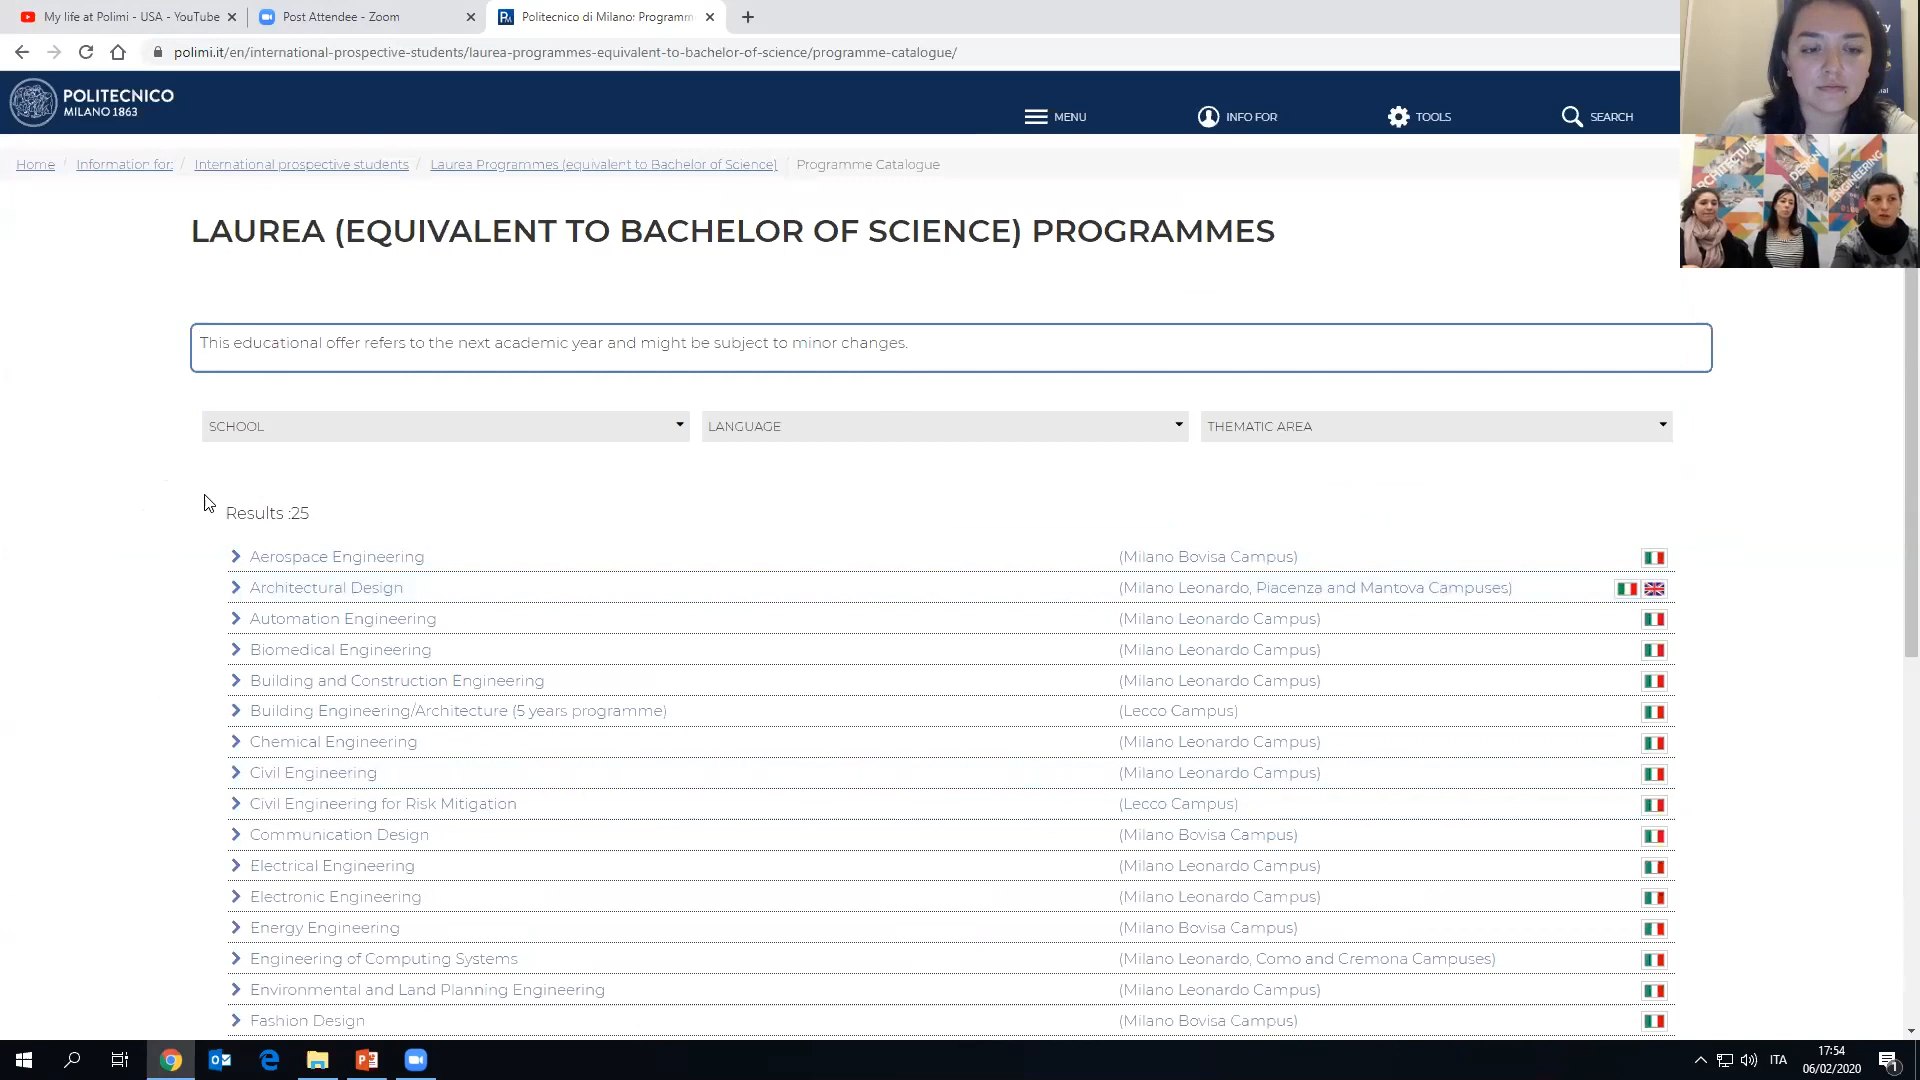 My life at Polimi - USA - YouTube
Post Attendee - Zoom
Politecnico di Milano: Programm
polimi.it/en/international-prospective-students/laurea-programmes-equivalent-to-bachelor-of-science/programme-catalogue/
POLITECNICO
MILANO 1863
MENU
INFO FOR
TOOLS
SEARCH
ARCHITECTURE
DESIGN
ENGINEERING
Home / Information for: / International prospective students / Laurea Programmes (equivalent to Bachelor of Science) Programme Catalogue
LAUREA (EQUIVALENT TO BACHELOR OF SCIENCE) PROGRAMMES
This educational offer refers to the next academic year and might be subject to minor changes.
SCHOOL LANGUAGE THEMATIC AREA
Results :25
Aerospace Engineering (Milano Bovisa Campus)
Architectural Design (Milano Leonardo, Piacenza and Mantova Campuses)
Automation Engineering (Milano Leonardo Campus)
Biomedical Engineering (Milano Leonardo Campus)
Building and Construction Engineering (Milano Leonardo Campus)
Building Engineering/Architecture (5 years programme) (Lecco Campus)
Chemical Engineering (Milano Leonardo Campus)
Civil Engineering (Milano Leonardo Campus)
Civil Engineering for Risk Mitigation (Lecco Campus)
Communication Design (Milano Bovisa Campus)
Electrical Engineering (Milano Leonardo Campus)
Electronic Engineering (Milano Leonardo Campus)
Energy Engineering (Milano Bovisa Campus)
Engineering of Computing Systems (Milano Leonardo, Como and Cremona Campuses)
Environmental and Land Planning Engineering (Milano Leonardo Campus)
Fashion Design (Milano Bovisa Campus)
ITA
17:54
06/02/2020
1